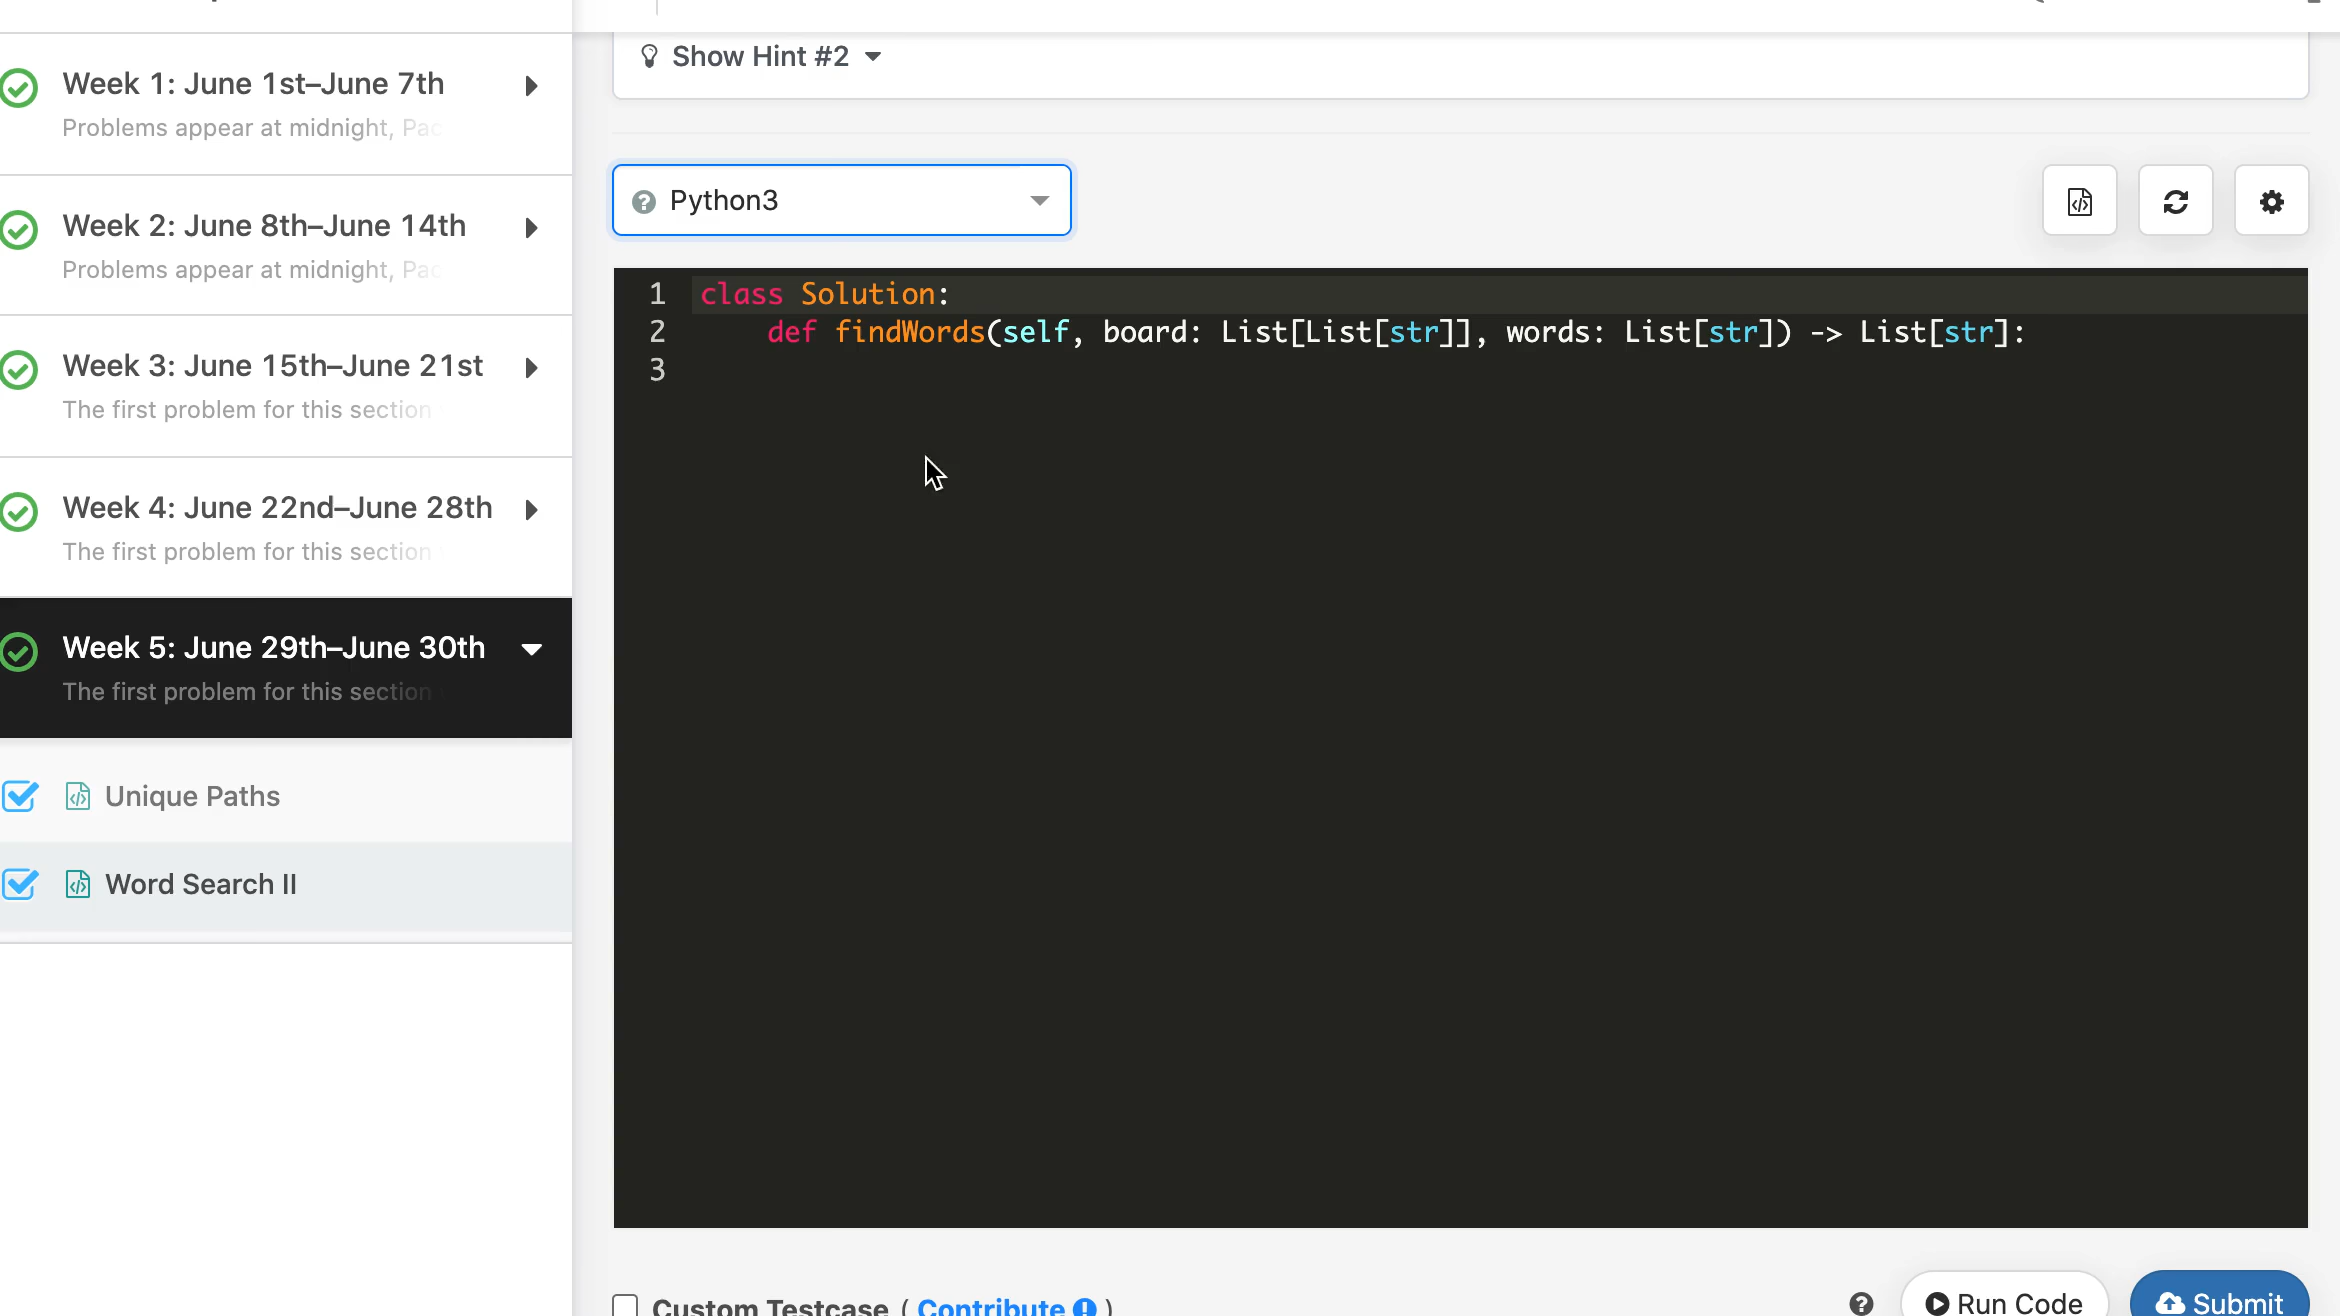 Week 1: June 1st–June 7th
Problems appear at midnight, Pac
Week 2: June 8th–June 14th
Problems appear at midnight, Pac
Week 3: June 15th–June 21st
The first problem for this section
Week 4: June 22nd–June 28th
The first problem for this section
Week 5: June 29th–June 30th
The first problem for this section
Unique Paths
Word Search II
Show Hint #2
Python3
1 class Solution:
2 def findWords(self, board: List[List[str]], words: List[str]) -> List[str]:
3
Custom Testcase ( Contribute )
Run Code
Submit